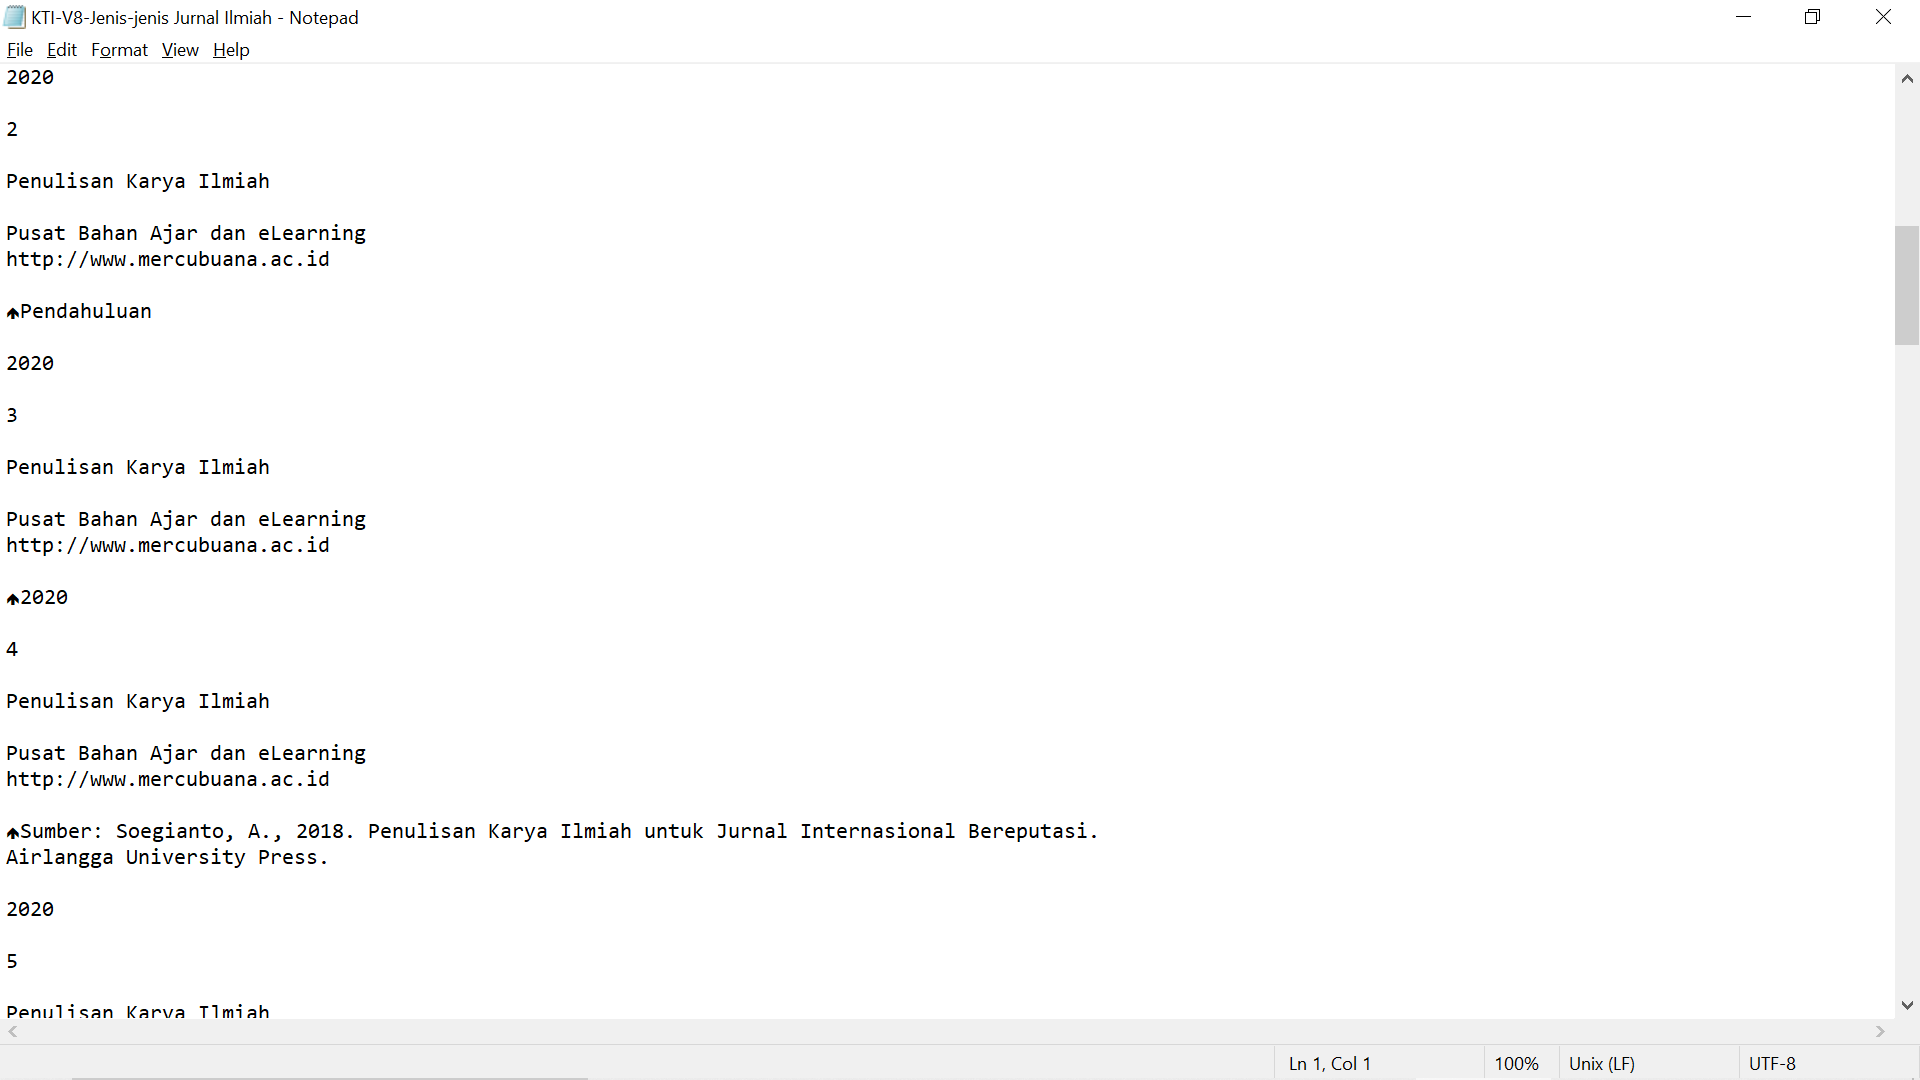 KTI-V8-Jenis-jenis Jurnal Ilmiah - Notepad
File Edit Format View Help
2020
2
Penulisan Karya Ilmiah
Pusat Bahan Ajar dan eLearning
http://www.mercubuana.ac.id
Pendahuluan
2020
3
Penulisan Karya Ilmiah
Pusat Bahan Ajar dan eLearning
http://www.mercubuana.ac.id
2020
4
Penulisan Karya Ilmiah
Pusat Bahan Ajar dan eLearning
http://www.mercubuana.ac.id
Sumber: Soegianto, A., 2018. Penulisan Karya Ilmiah untuk Jurnal Internasional Bereputasi.
Airlangga University Press.
2020
5
Penulisan Karya Ilmiah
Ln 1, Col 1 100% Unix (LF) UTF-8